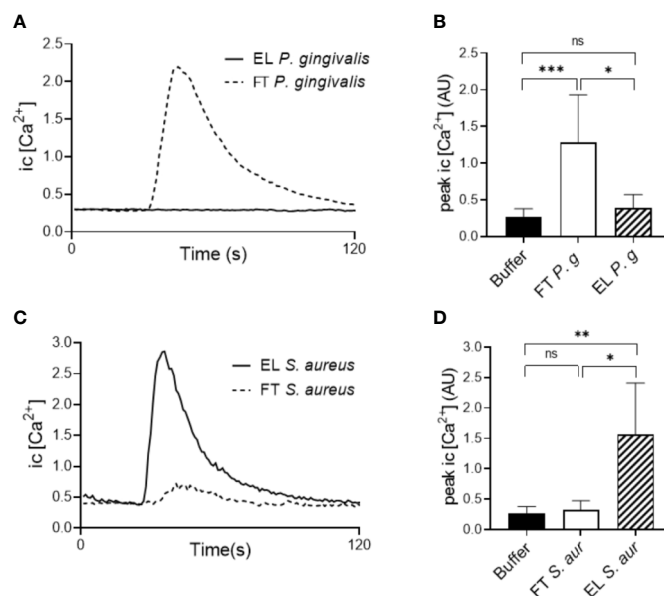 A
EL P. gingivalis
FT P. gingivalis
ic [Ca2+]
2.5
2.0
1.5
1.0
0.5
0.0
0
120
Time (s)
B
ns
***
*
peak ic [Ca2+] (AU)
2.5
2.0
1.5
1.0
0.5
0.0
Buffer
FT P. g
EL P. g
C
EL S. aureus
FT S. aureus
ic [Ca2+]
3.0
2.5
2.0
1.5
1.0
0.5
0.0
0
120
Time(s)
D
**
ns
*
peak ic [Ca2+] (AU)
3.0
2.5
2.0
1.5
1.0
0.5
0.0
Buffer
FT S. aur
EL S. aur